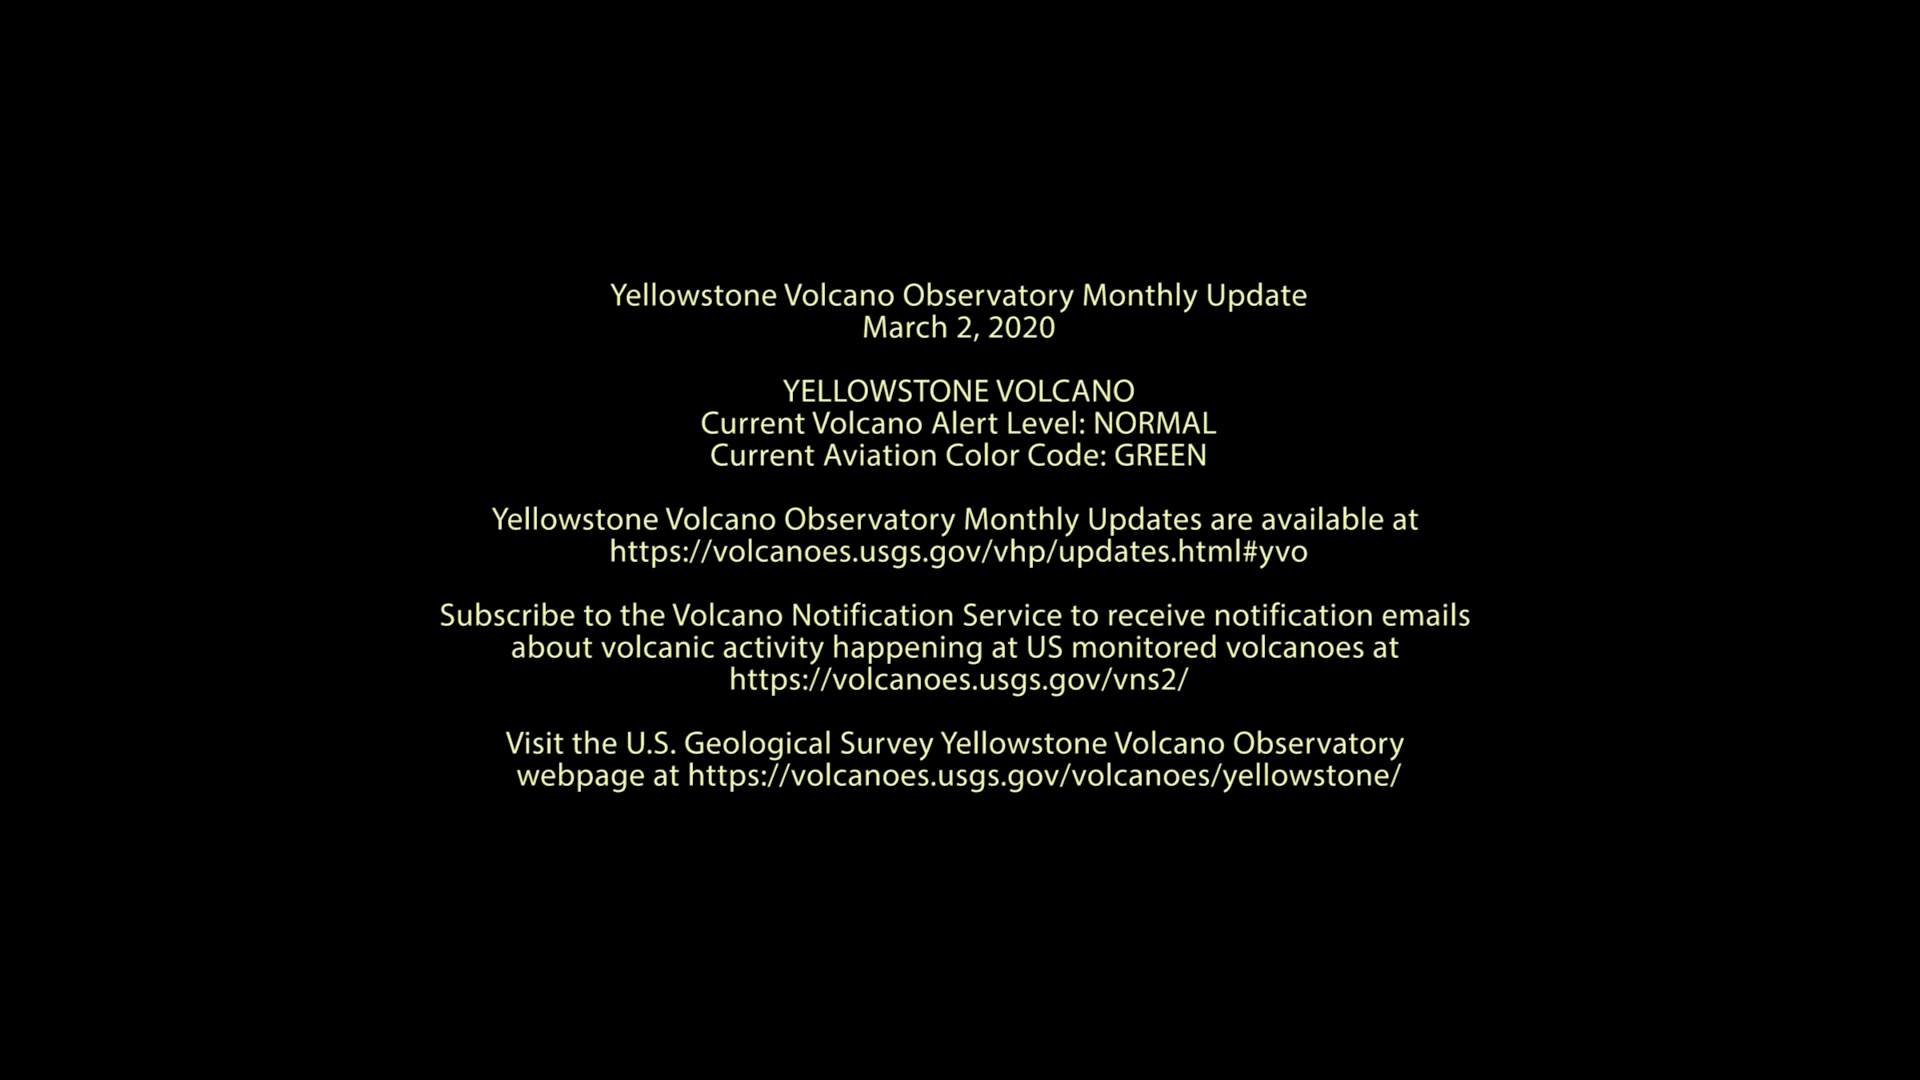 Yellowstone Volcano Observatory Monthly Update
March 2, 2020
YELLOWSTONE VOLCANO
Current Volcano Alert Level: NORMAL
Current Aviation Color Code: GREEN
Yellowstone Volcano Observatory Monthly Updates are available at
https://volcanoes.usgs.gov/vhp/updates.html#yvo
Subscribe to the Volcano Notification Service to receive notification emails
about volcanic activity happening at US monitored volcanoes at
https://volcanoes.usgs.gov/vns2/
Visit the U.S. Geological Survey Yellowstone Volcano Observatory
webpage at https://volcanoes.usgs.gov/volcanoes/yellowstone/